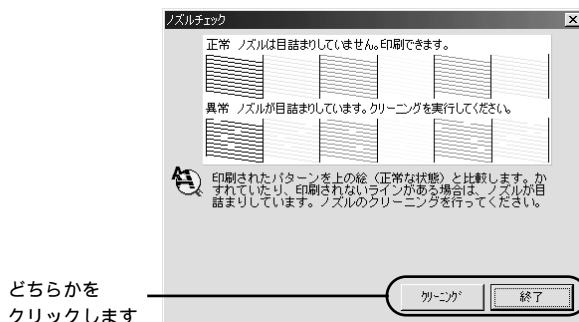 ノズルチェック
正常 ノズルは目詰まりしていません。印刷できます。
異常 ノズルが目詰まりしています。クリーニングを実行してください。
印刷されたパターンを上の絵（正常な状態）と比較します。か
すれていたり、印刷されないラインがある場合は、ノズルが目
詰まりしています。ノズルのクリーニングを行ってください。
どちらかを
クリックします
クリーニング
終了